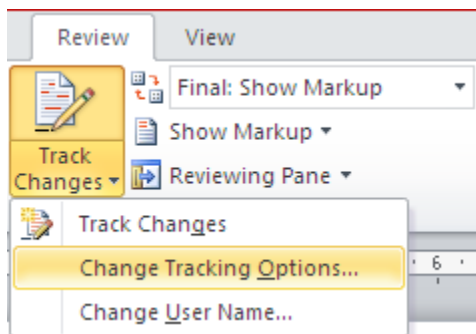 Review View
Final: Show Markup
Show Markup
Track
Changes
Reviewing Pane
Track Changes
Change Tracking Options...
6
Change User Name...